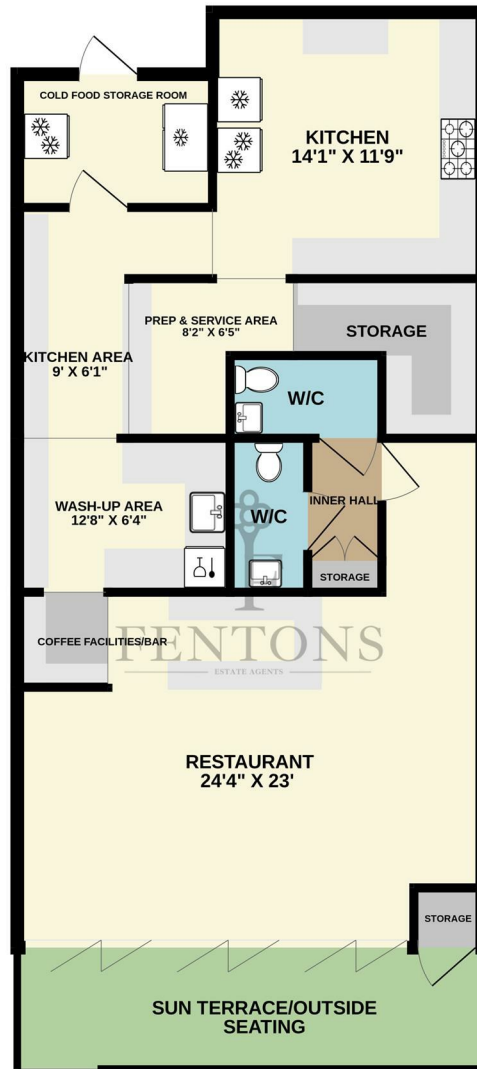 COLD FOOD STORAGE ROOM
KITCHEN
14'1" X 11'9"
PREP & SERVICE AREA
8'2" X 6'5"
STORAGE
KITCHEN AREA
9' X 6'1"
W/C
WASH-UP AREA
12'8" X 6'4"
W/C
INNER HALL
STORAGE
COFFEE FACILITIES/BAR
FENTONS
ESTATE AGENTS
RESTAURANT
24'4" X 23'
STORAGE
SUN TERRACE/OUTSIDE
SEATING